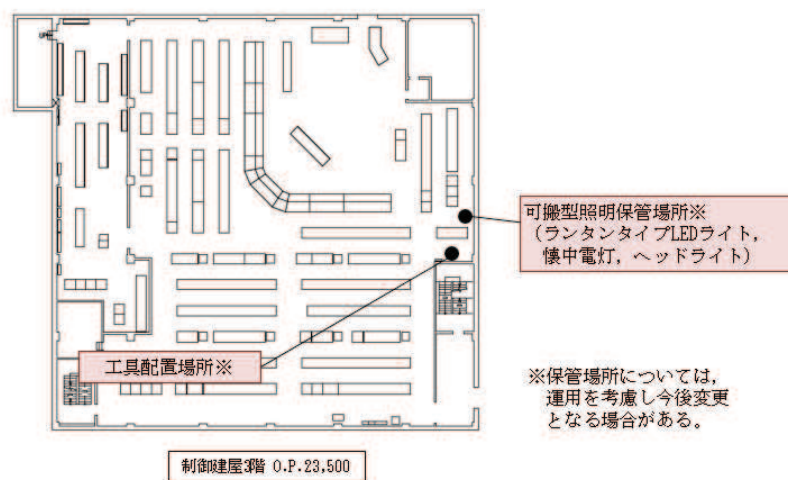 可搬型照明保管場所※
（ランタンタイプLEDライト，
懐中電灯，ヘッドライト）
工具配置場所※
※保管場所については，
運用を考慮し今後変更
となる場合がある。
制御建屋3階 O.P.23,500